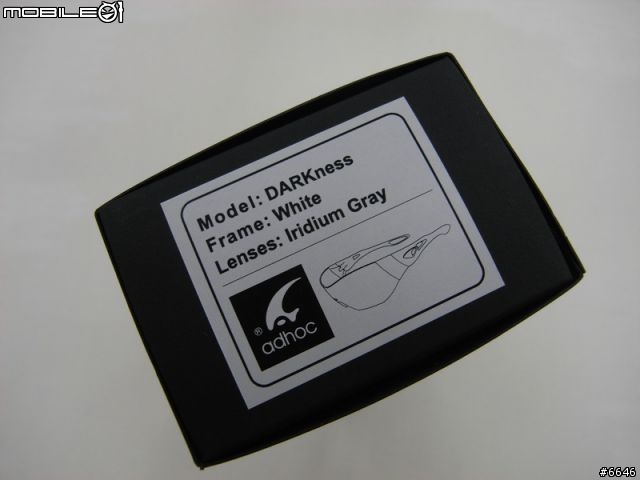 MOBILE01
Model: DARKness
Frame: White
Lenses: Iridium Gray
® adhoc
#6646